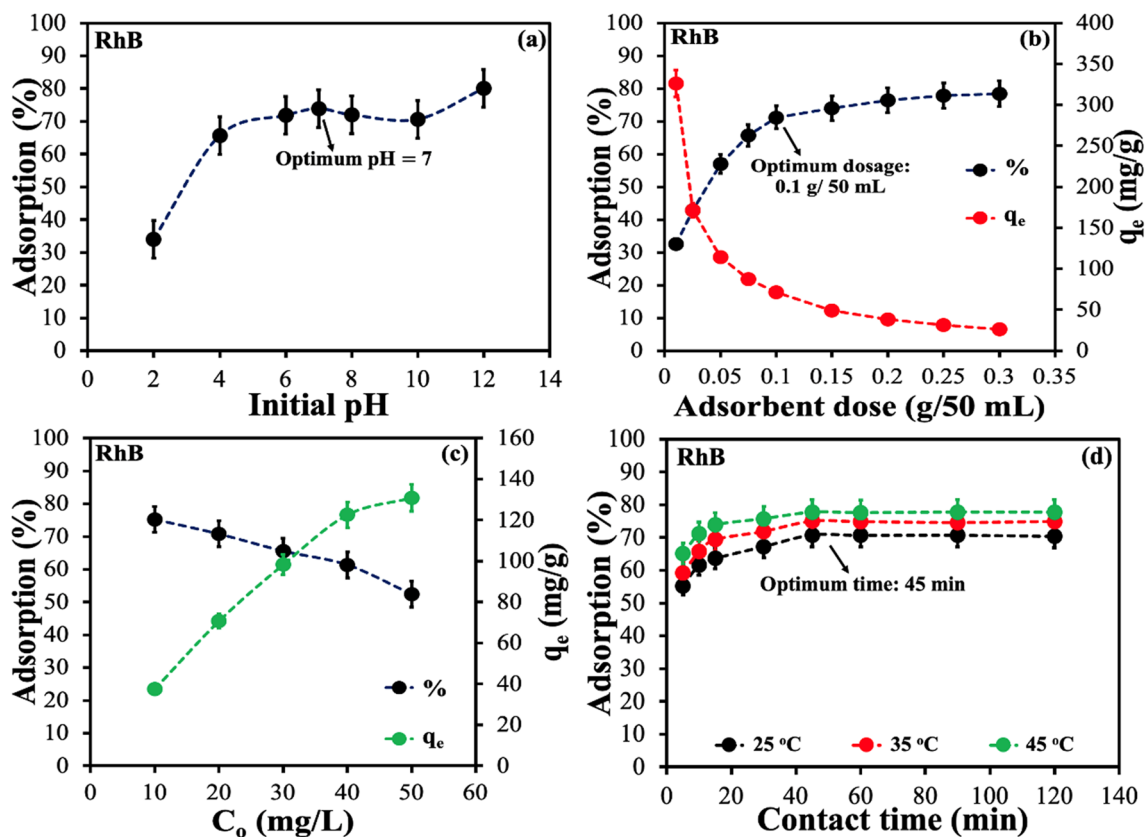 RhB
(a)
Adsorption (%)
100
90
80
70
60
50
40
30
20
10
0
Optimum pH = 7
0 2 4 6 8 10 12 14
Initial pH
RhB
(b)
Adsorption (%)
100
90
80
70
60
50
40
30
20
10
0
Optimum dosage:
0.1 g/ 50 mL
%
qe
400
350
300
250
200
150
100
50
0
qe (mg/g)
0 0.05 0.1 0.15 0.2 0.25 0.3 0.35
Adsorbent dose (g/50 mL)
RhB
(c)
Adsorption (%)
100
90
80
70
60
50
40
30
20
10
0
%
qe
160
140
120
100
80
60
40
20
0
qe (mg/g)
0 10 20 30 40 50 60
Co (mg/L)
RhB
(d)
Adsorption (%)
100
90
80
70
60
50
40
30
20
10
0
Optimum time: 45 min
25 °C 35 °C 45 °C
0 20 40 60 80 100 120 140
Contact time (min)